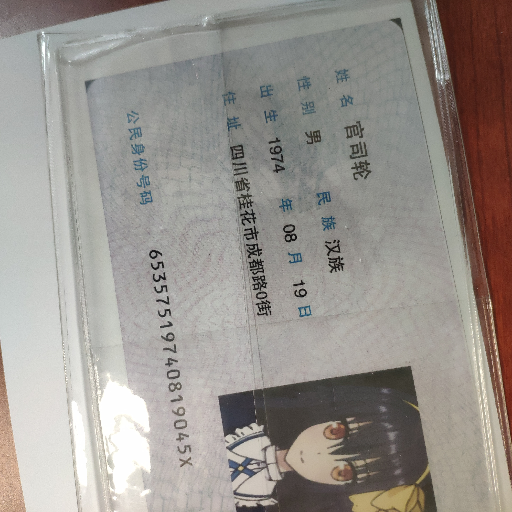 姓名 官司轮
性别 男 民族 汉族
出生 1974 年 08 月 19 日
住址 四川省桂花市成都路0街
公民身份号码 65357519740819045X